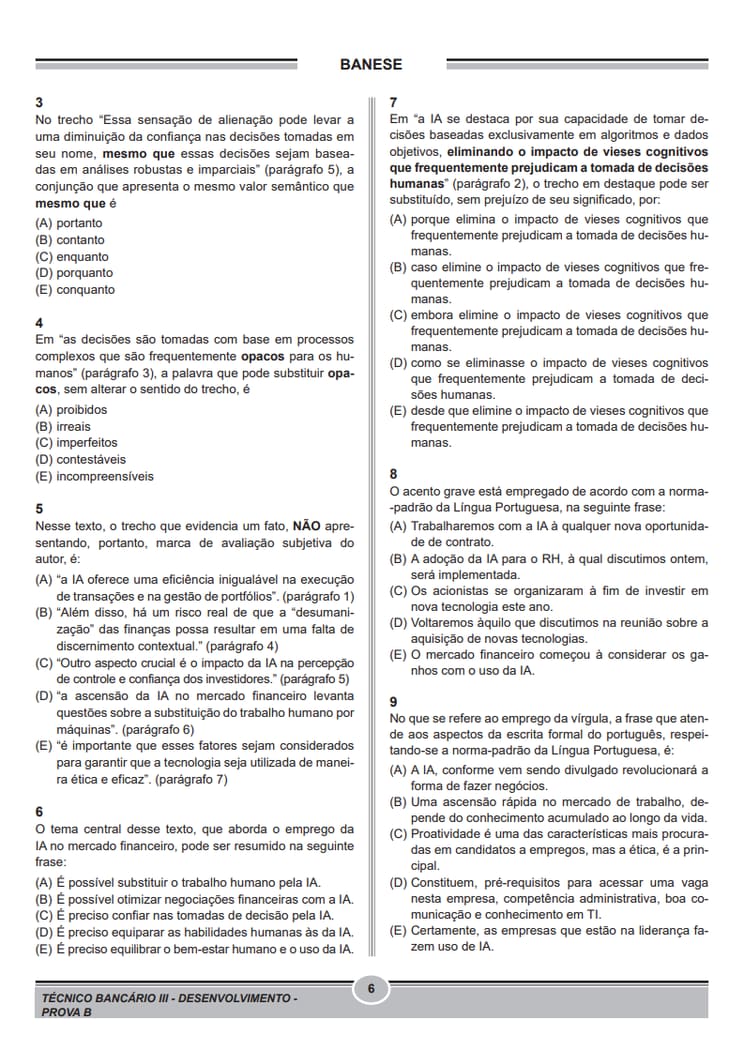 BANESE
3
No trecho “Essa sensação de alienação pode levar a
uma diminuição da confiança nas decisões tomadas em
seu nome, mesmo que essas decisões sejam basea-
das em análises robustas e imparciais” (parágrafo 5), a
conjunção que apresenta o mesmo valor semântico que
mesmo que é
(A) portanto
(B) contanto
(C) enquanto
(D) porquanto
(E) conquanto
4
Em “as decisões são tomadas com base em processos
complexos que são frequentemente opacos para os hu-
manos” (parágrafo 3), a palavra que pode substituir opa-
cos, sem alterar o sentido do trecho, é
(A) proibidos
(B) irreais
(C) imperfeitos
(D) contestáveis
(E) incompreensíveis
5
Nesse texto, o trecho que evidencia um fato, NÃO apre-
sentando, portanto, marca de avaliação subjetiva do
autor, é:
(A) “a IA oferece uma eficiência inigualável na execução
de transações e na gestão de portfólios”. (parágrafo 1)
(B) “Além disso, há um risco real de que a “desumani-
zação” das finanças possa resultar em uma falta de
discernimento contextual.” (parágrafo 4)
(C) “Outro aspecto crucial é o impacto da IA na percepção
de controle e confiança dos investidores.” (parágrafo 5)
(D) “a ascensão da IA no mercado financeiro levanta
questões sobre a substituição do trabalho humano por
máquinas”. (parágrafo 6)
(E) “é importante que esses fatores sejam considerados
para garantir que a tecnologia seja utilizada de manei-
ra ética e eficaz”. (parágrafo 7)
6
O tema central desse texto, que aborda o emprego da
IA no mercado financeiro, pode ser resumido na seguinte
frase:
(A) É possível substituir o trabalho humano pela IA.
(B) É possível otimizar negociações financeiras com a IA.
(C) É preciso confiar nas tomadas de decisão pela IA.
(D) É preciso equiparar as habilidades humanas às da IA.
(E) É preciso equilibrar o bem-estar humano e o uso da IA.
7
Em “a IA se destaca por sua capacidade de tomar de-
cisões baseadas exclusivamente em algoritmos e dados
objetivos, eliminando o impacto de vieses cognitivos
que frequentemente prejudicam a tomada de decisões
humanas” (parágrafo 2), o trecho em destaque pode ser
substituído, sem prejuízo de seu significado, por:
(A) porque elimina o impacto de vieses cognitivos que
frequentemente prejudicam a tomada de decisões hu-
manas.
(B) caso elimine o impacto de vieses cognitivos que fre-
quentemente prejudicam a tomada de decisões hu-
manas.
(C) embora elimine o impacto de vieses cognitivos que
frequentemente prejudicam a tomada de decisões hu-
manas.
(D) como se eliminasse o impacto de vieses cognitivos
que frequentemente prejudicam a tomada de deci-
sões humanas.
(E) desde que elimine o impacto de vieses cognitivos que
frequentemente prejudicam a tomada de decisões hu-
manas.
8
O acento grave está empregado de acordo com a norma-
-padrão da Língua Portuguesa, na seguinte frase:
(A) Trabalharemos com a IA à qualquer nova oportunida-
de de contrato.
(B) A adoção da IA para o RH, à qual discutimos ontem,
será implementada.
(C) Os acionistas se organizaram à fim de investir em
nova tecnologia este ano.
(D) Voltaremos àquilo que discutimos na reunião sobre a
aquisição de novas tecnologias.
(E) O mercado financeiro começou à considerar os ga-
nhos com o uso da IA.
9
No que se refere ao emprego da vírgula, a frase que aten-
de aos aspectos da escrita formal do português, respei-
tando-se a norma-padrão da Língua Portuguesa, é:
(A) A IA, conforme vem sendo divulgado revolucionará a
forma de fazer negócios.
(B) Uma ascensão rápida no mercado de trabalho, de-
pende do conhecimento acumulado ao longo da vida.
(C) Proatividade é uma das características mais procura-
das em candidatos a empregos, mas a ética, é a prin-
cipal.
(D) Constituem, pré-requisitos para acessar uma vaga
nesta empresa, competência administrativa, boa co-
municação e conhecimento em TI.
(E) Certamente, as empresas que estão na liderança fa-
zem uso de IA.
TÉCNICO BANCÁRIO III - DESENVOLVIMENTO -
PROVA B
6